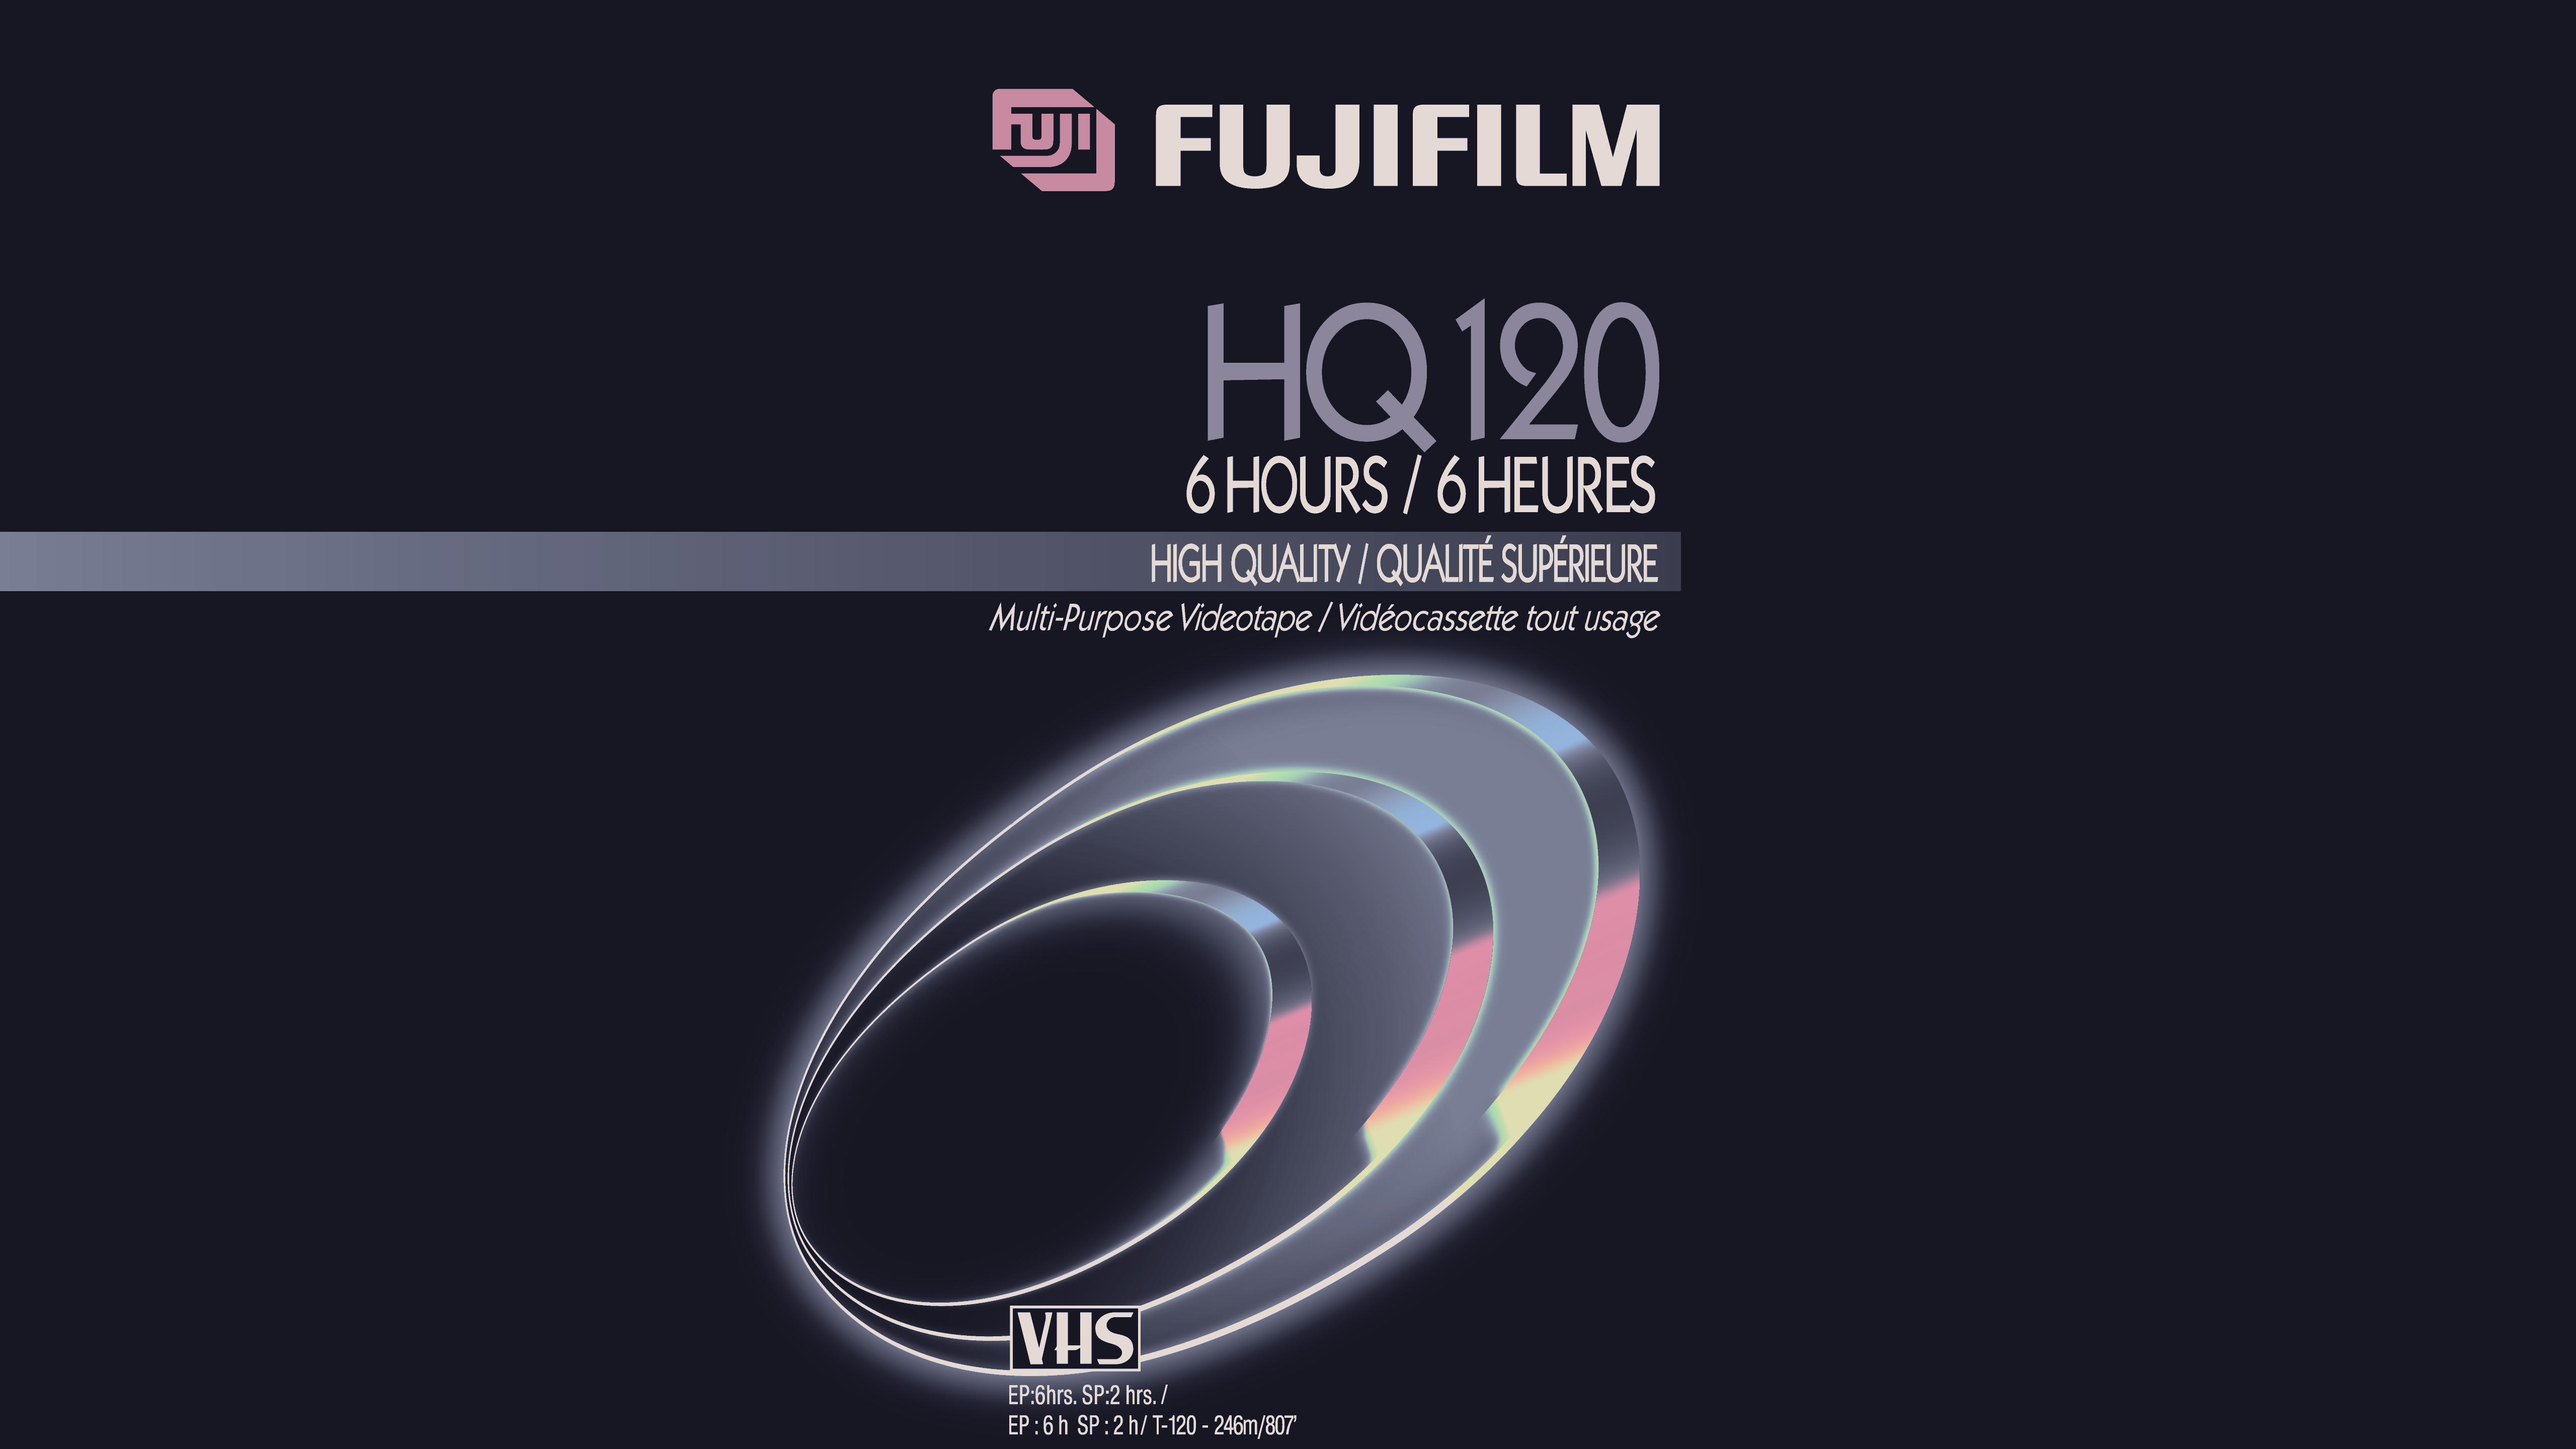 FUJI FUJIFILM
HQ 120
6 HOURS / 6 HEURES
HIGH QUALITY / QUALITÉ SUPÉRIEURE
Multi-Purpose Videotape / Vidéocassette tout usage
VHS
EP:6hrs. SP:2 hrs. /
EP : 6 h SP : 2 h / T-120 - 246m/807'